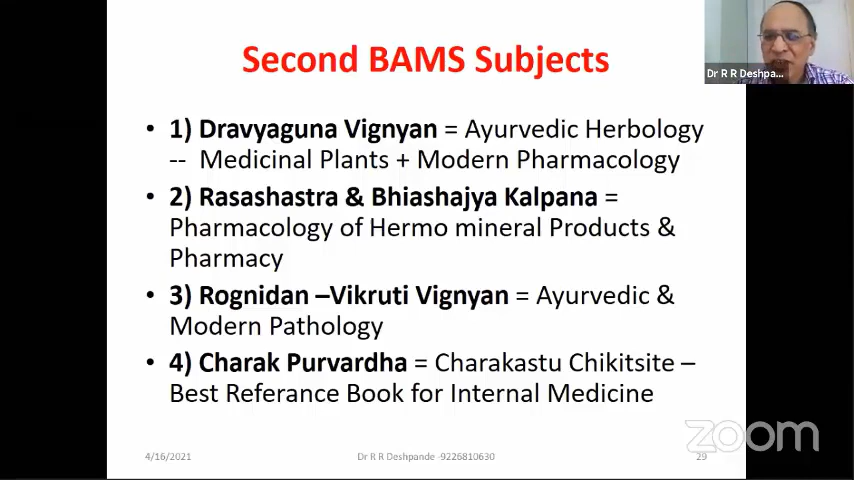 Second BAMS Subjects
Dr R R Deshpa...
• 1) Dravyaguna Vignyan = Ayurvedic Herbology
-- Medicinal Plants + Modern Pharmacology
• 2) Rasashastra & Bhiashajya Kalpana =
Pharmacology of Hermo mineral Products &
Pharmacy
• 3) Rognidan –Vikruti Vignyan = Ayurvedic &
Modern Pathology
• 4) Charak Purvardha = Charakastu Chikitsite –
Best Referance Book for Internal Medicine
zoom
4/16/2021
Dr R R Deshpande -9226810630
29